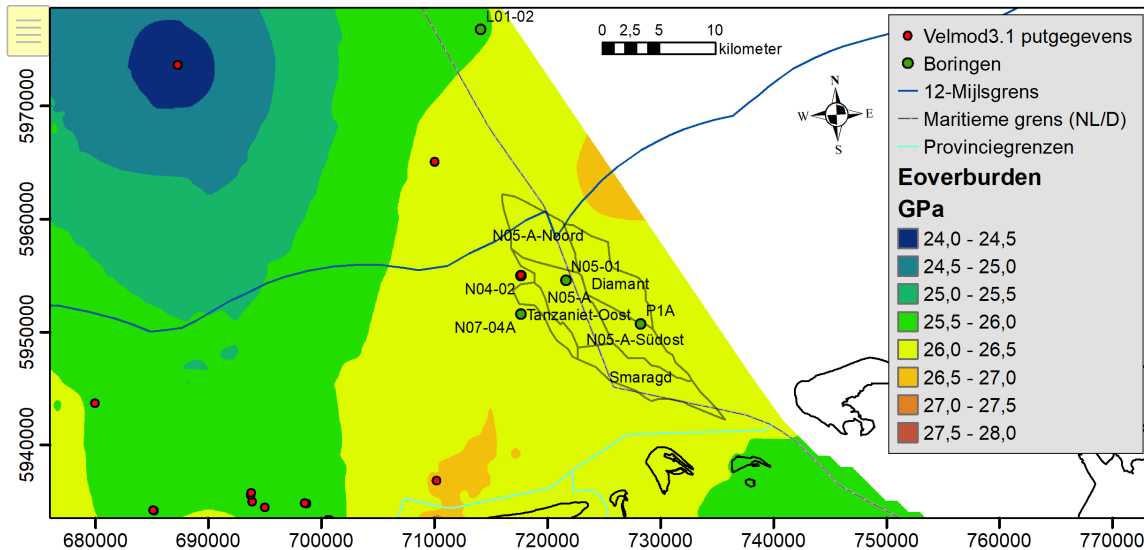 L01-02
0 2,5 5 10
kilometer
N
W E
S
Velmod3.1 putgegevens
Boringen
12-Mijlsgrens
Maritieme grens (NL/D)
Provinciegrenzen
Eoverburden
GPa
24,0 - 24,5
24,5 - 25,0
25,0 - 25,5
25,5 - 26,0
26,0 - 26,5
26,5 - 27,0
27,0 - 27,5
27,5 - 28,0
N05-A-Noord
N05-01
N04-02
Diamant
N05-A
Tanzaniet-Oost
P1A
N07-04A
N05-A-Südost
Smaragd
5970000
5960000
5950000
5940000
680000 690000 700000 710000 720000 730000 740000 750000 760000 770000